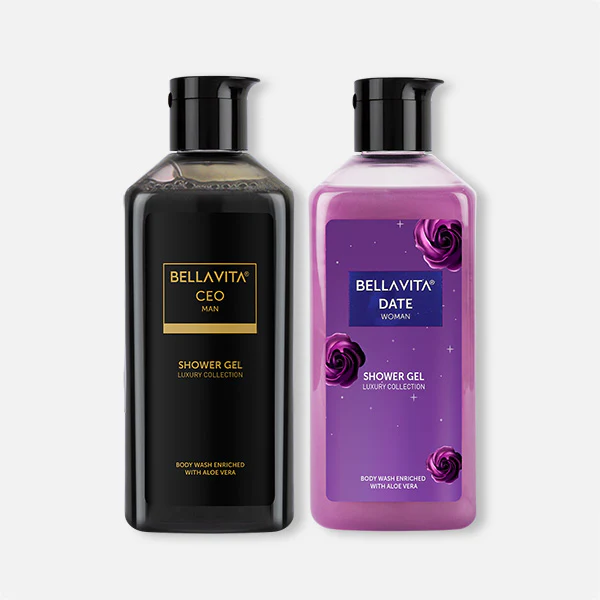 BELLAVITA®
CEO
MAN
SHOWER GEL
LUXURY COLLECTION
BODY WASH ENRICHED
WITH ALOE VERA
BELLAVITA®
DATE
WOMAN
SHOWER GEL
LUXURY COLLECTION
BODY WASH ENRICHED
WITH ALOE VERA